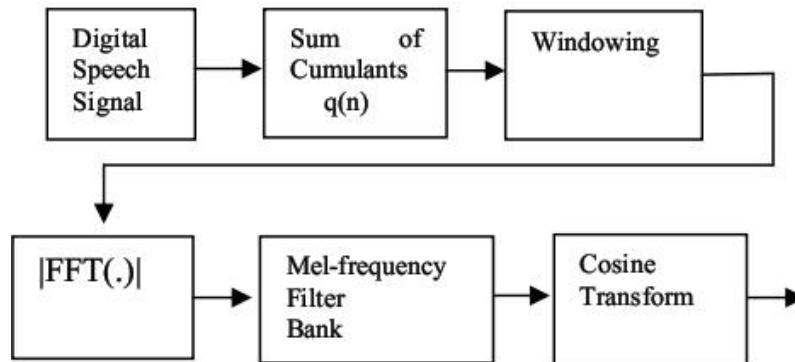 Digital
Speech
Signal
Sum of
Cumulants
q(n)
Windowing
|FFT(.)|
Mel-frequency
Filter
Bank
Cosine
Transform